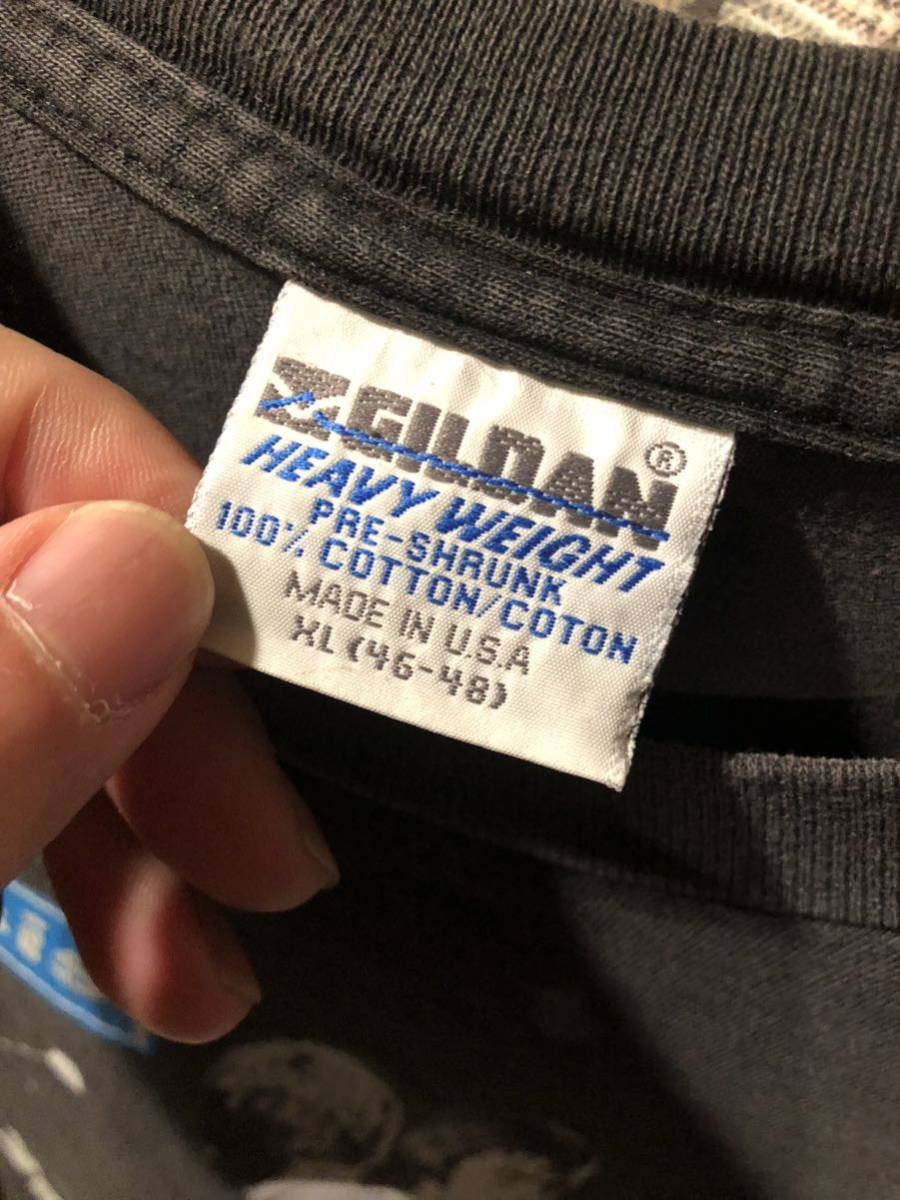 GILDAN®
HEAVY WEIGHT
PRE-SHRUNK
100% COTTON/COTON
MADE IN U.S.A
XL (46-48)